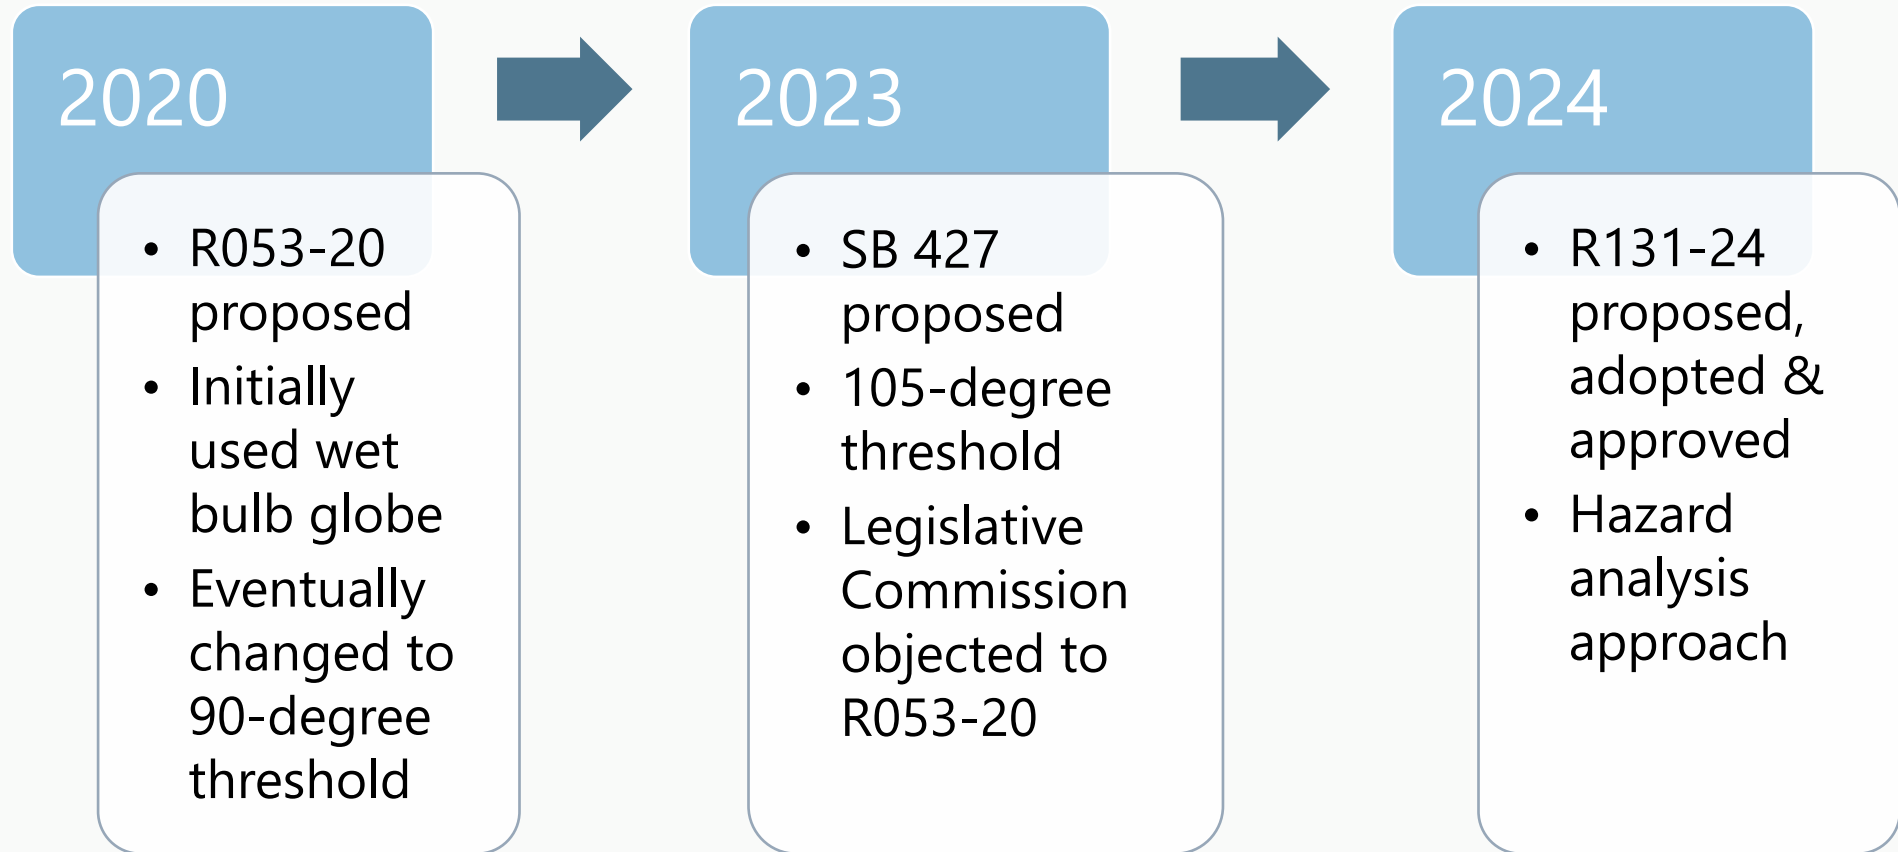 2020
• R053-20
proposed
• Initially
used wet
bulb globe
• Eventually
changed to
90-degree
threshold
2023
• SB 427
proposed
• 105-degree
threshold
• Legislative
Commission
objected to
R053-20
2024
• R131-24
proposed,
adopted &
approved
• Hazard
analysis
approach